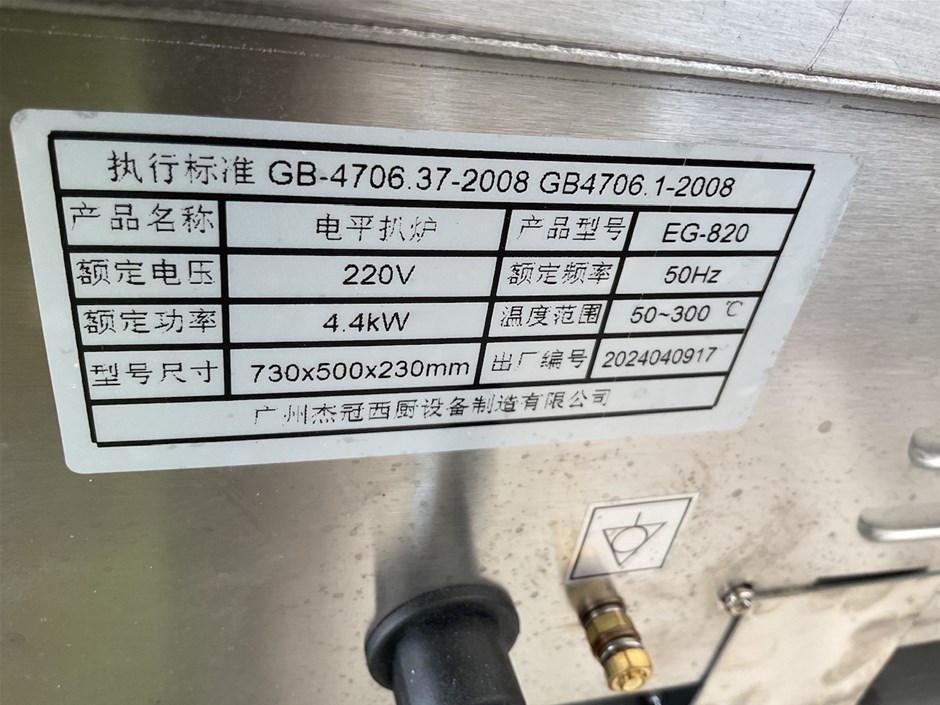 执行标准 GB-4706.37-2008 GB4706.1-2008
产品名称 电平扒炉 产品型号 EG-820
额定电压 220V 额定频率 50Hz
额定功率 4.4kW 温度范围 50~300 ℃
型号尺寸 730x500x230mm 出厂编号 2024040917
广州杰冠西厨设备制造有限公司